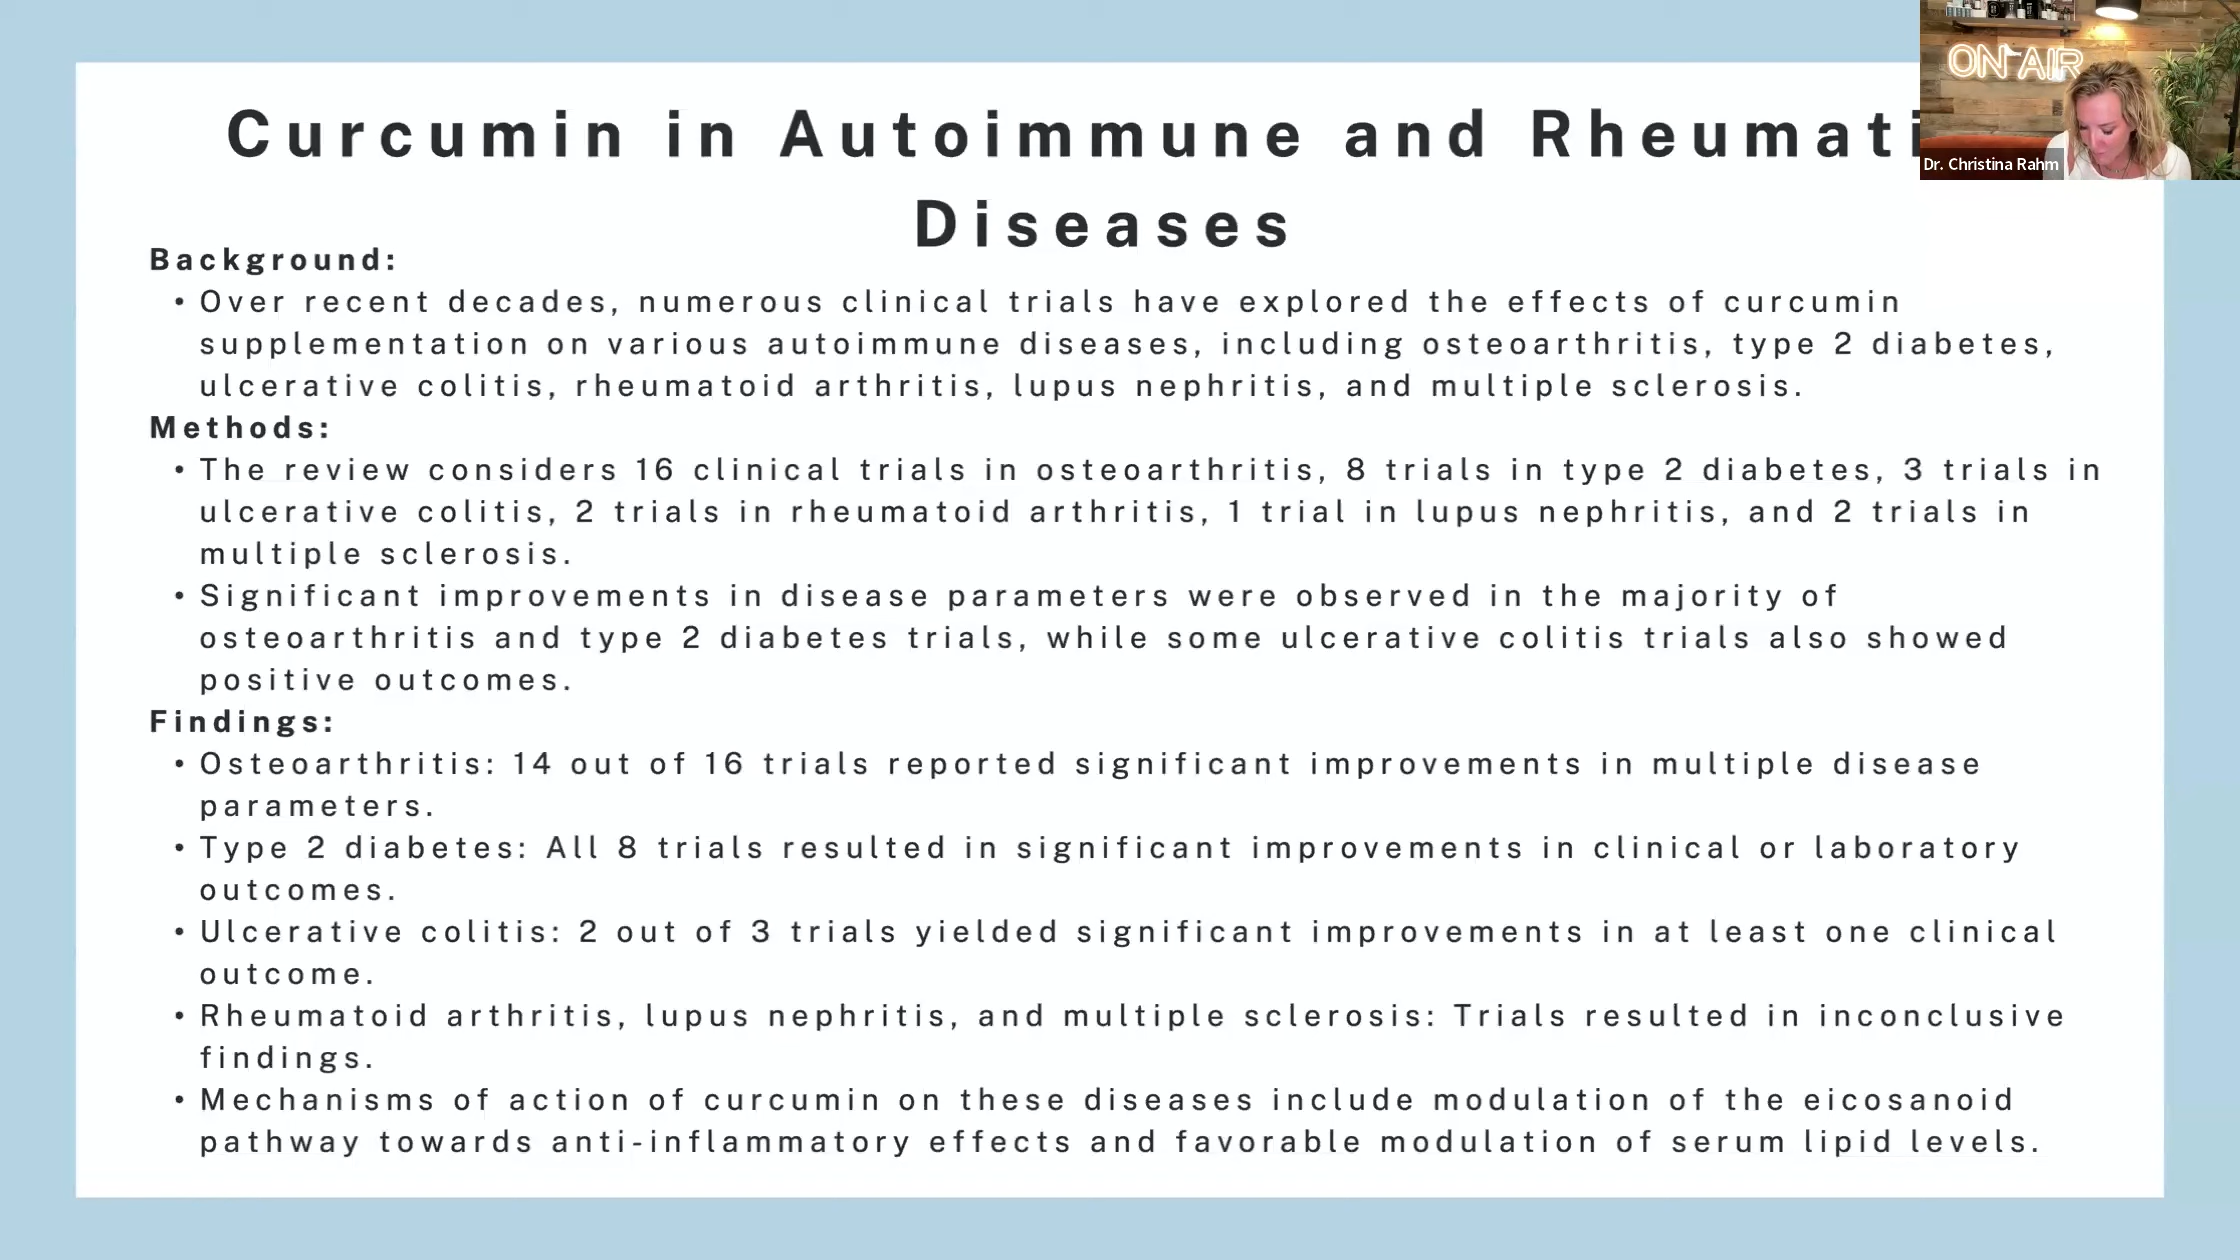 ON AIR
Dr. Christina Rahm
Curcumin in Autoimmune and Rheumati
Diseases
Background:
• Over recent decades, numerous clinical trials have explored the effects of curcumin
supplementation on various autoimmune diseases, including osteoarthritis, type 2 diabetes,
ulcerative colitis, rheumatoid arthritis, lupus nephritis, and multiple sclerosis.
Methods:
• The review considers 16 clinical trials in osteoarthritis, 8 trials in type 2 diabetes, 3 trials in
ulcerative colitis, 2 trials in rheumatoid arthritis, 1 trial in lupus nephritis, and 2 trials in
multiple sclerosis.
• Significant improvements in disease parameters were observed in the majority of
osteoarthritis and type 2 diabetes trials, while some ulcerative colitis trials also showed
positive outcomes.
Findings:
• Osteoarthritis: 14 out of 16 trials reported significant improvements in multiple disease
parameters.
• Type 2 diabetes: All 8 trials resulted in significant improvements in clinical or laboratory
outcomes.
• Ulcerative colitis: 2 out of 3 trials yielded significant improvements in at least one clinical
outcome.
• Rheumatoid arthritis, lupus nephritis, and multiple sclerosis: Trials resulted in inconclusive
findings.
• Mechanisms of action of curcumin on these diseases include modulation of the eicosanoid
pathway towards anti-inflammatory effects and favorable modulation of serum lipid levels.